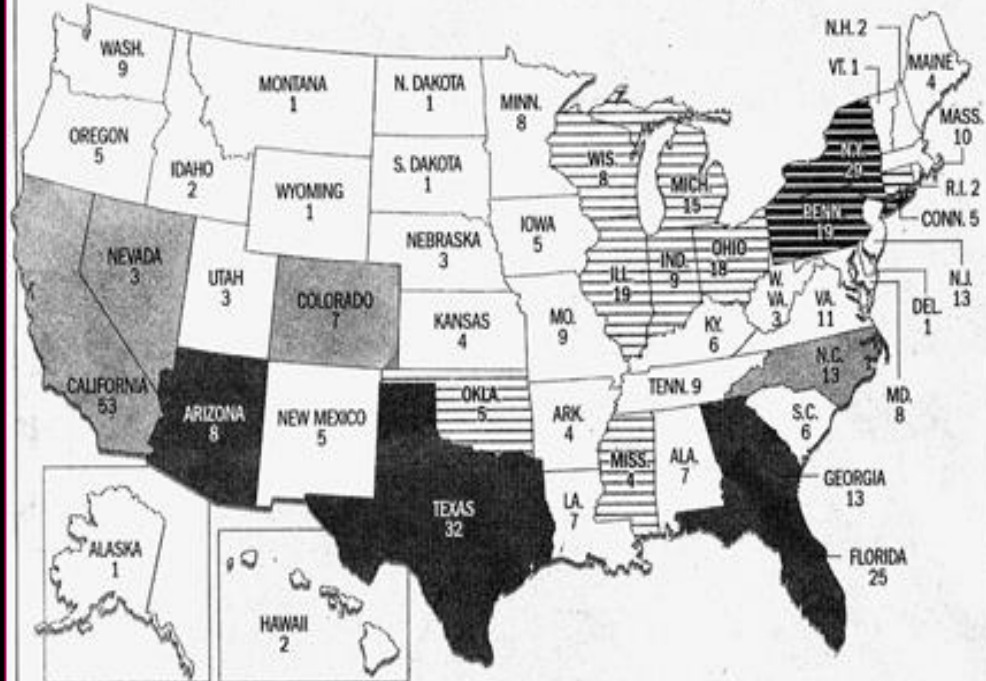 WASH.
9
MONTANA
1
N. DAKOTA
1
MINN.
8
N.H. 2
VT. 1
MAINE
4
MASS.
10
OREGON
5
IDAHO
2
WYOMING
1
S. DAKOTA
1
WIS.
8
MICH.
15
N.Y.
29
R.I. 2
CONN. 5
PENN.
19
NEVADA
3
UTAH
3
COLORADO
7
NEBRASKA
3
IOWA
5
ILL.
19
IND.
9
OHIO
18
W.
VA.
3
VA.
11
DEL.
1
N.J.
13
KANSAS
4
MO.
9
KY.
6
N.C.
13
MD.
8
CALIFORNIA
53
ARIZONA
8
NEW MEXICO
5
OKLA.
5
ARK.
4
TENN. 9
S.C.
6
MISS.
4
ALA.
7
GEORGIA
13
TEXAS
32
LA.
7
FLORIDA
25
ALASKA
1
HAWAII
2